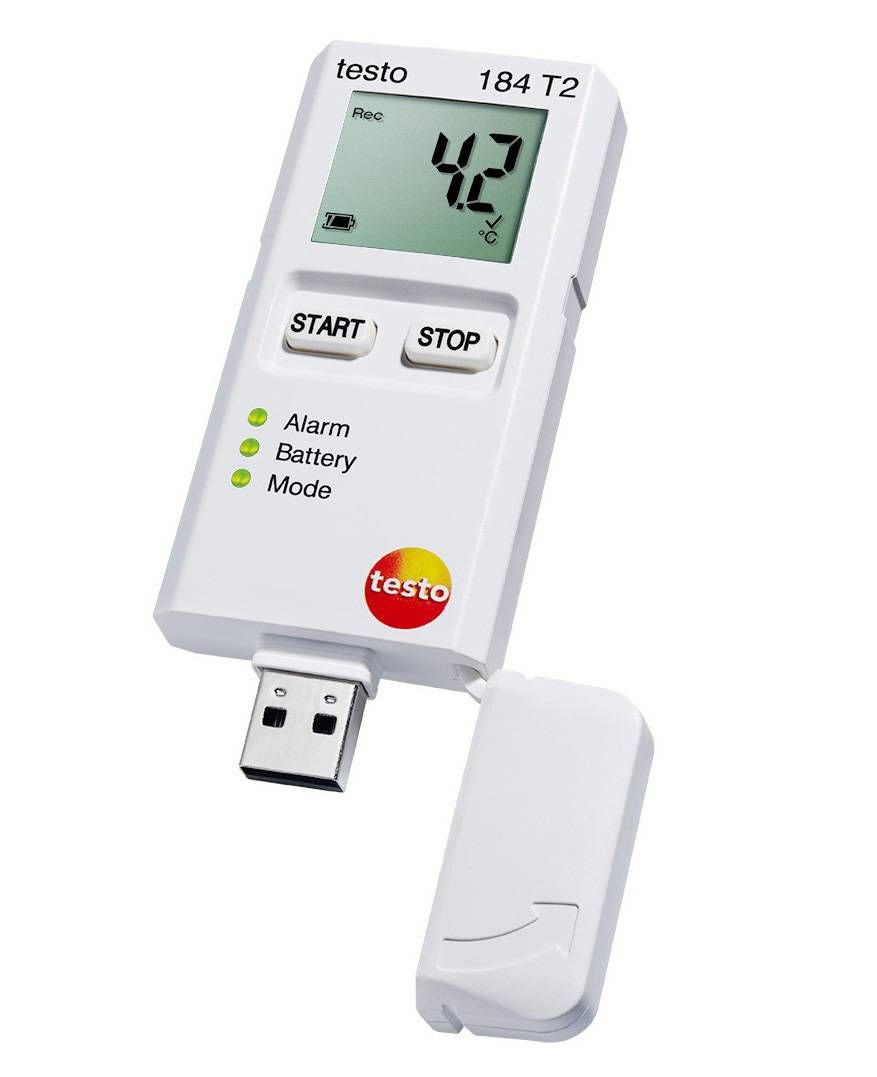 testo 184 T2
Rec
4.2
°C
START STOP
Alarm
Battery
Mode
testo